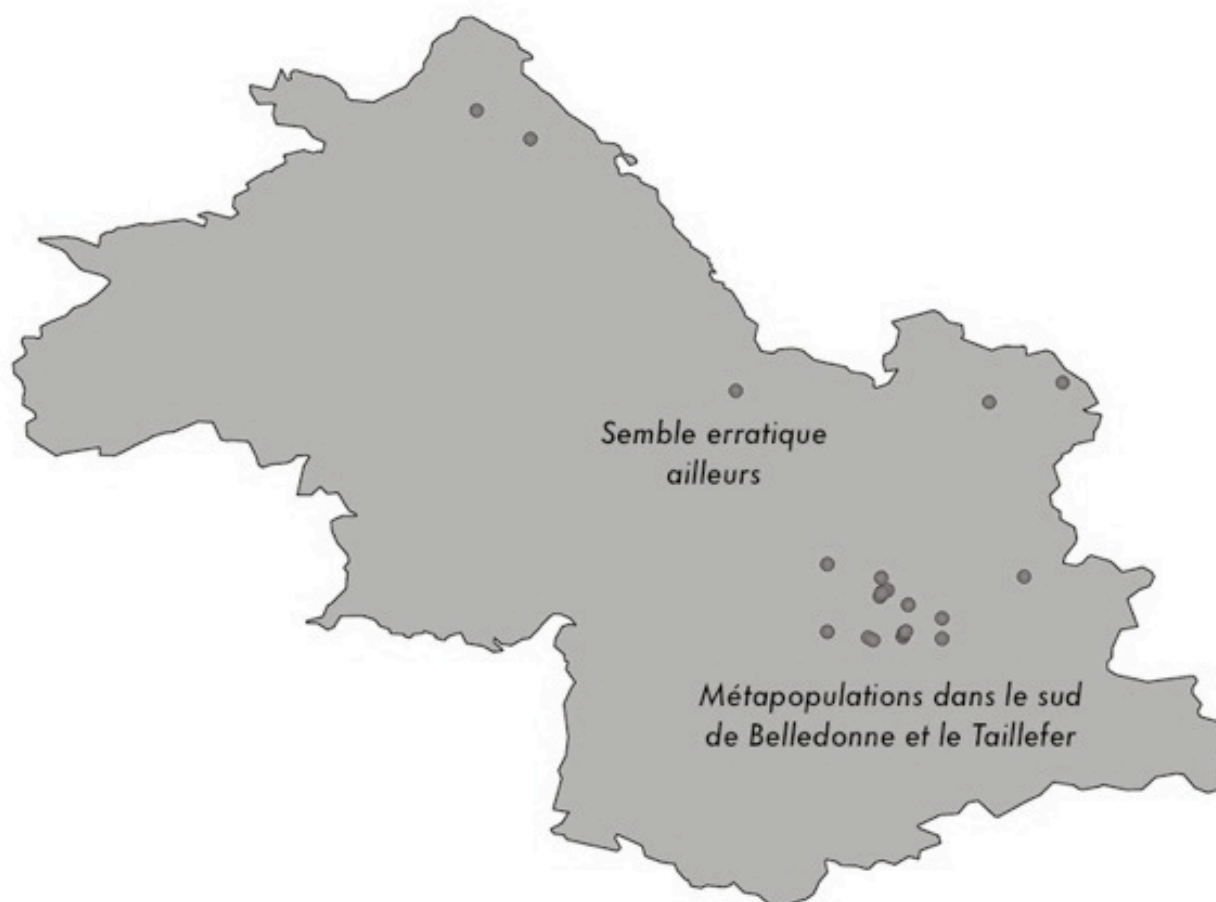 Semble erratique
ailleurs
Métapopulations dans le sud
de Belledonne et le Taillefer